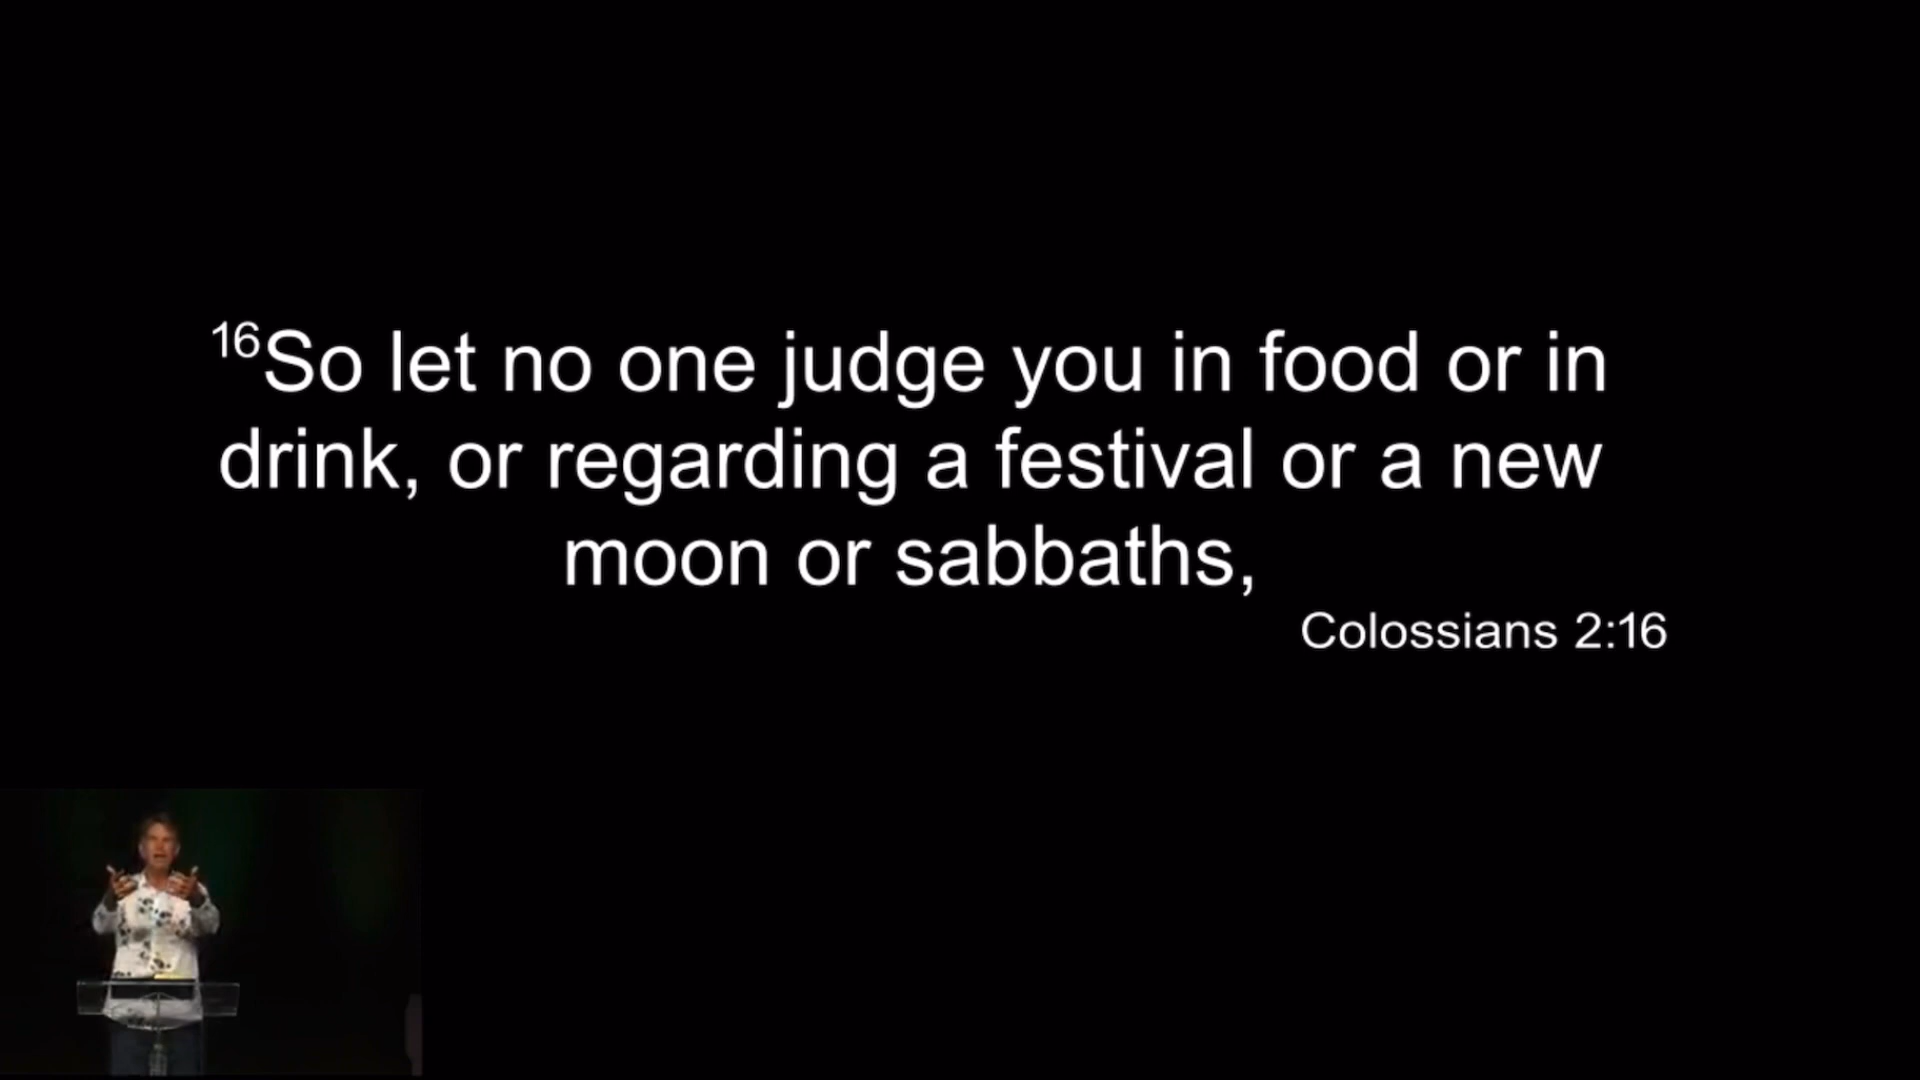 16So let no one judge you in food or in
drink, or regarding a festival or a new
moon or sabbaths,
Colossians 2:16